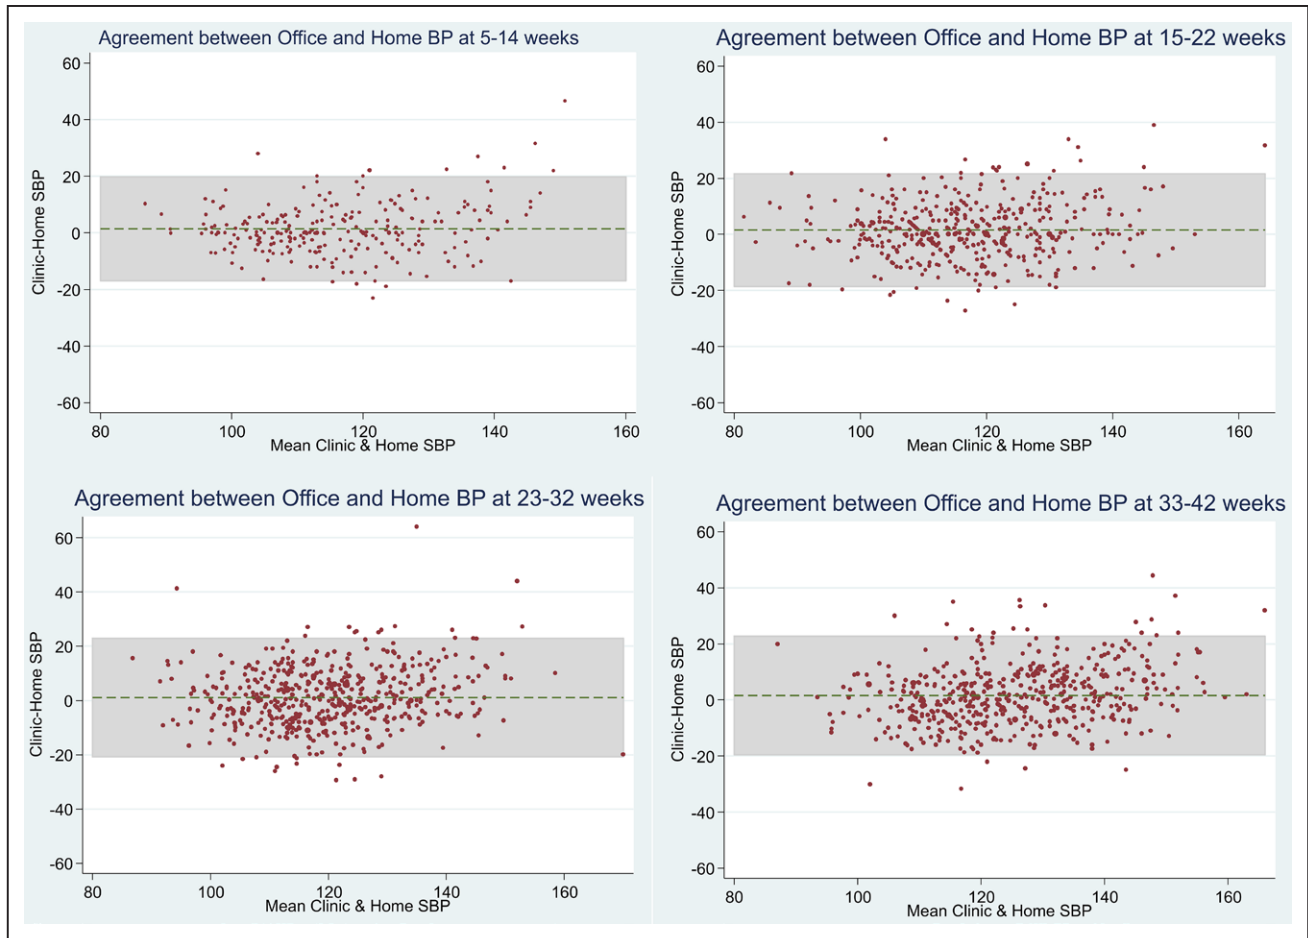 Agreement between Office and Home BP at 5-14 weeks
60
40
20
0
-20
-40
-60
Clinic-Home SBP
80 100 120 140 160
Mean Clinic & Home SBP
Agreement between Office and Home BP at 15-22 weeks
60
40
20
0
-20
-40
-60
Clinic-Home SBP
80 100 120 140 160
Mean Clinic & Home SBP
Agreement between Office and Home BP at 23-32 weeks
60
40
20
0
-20
-40
-60
Clinic-Home SBP
80 100 120 140 160
Mean Clinic & Home SBP
Agreement between Office and Home BP at 33-42 weeks
60
40
20
0
-20
-40
-60
Clinic-Home SBP
80 100 120 140 160
Mean Clinic & Home SBP